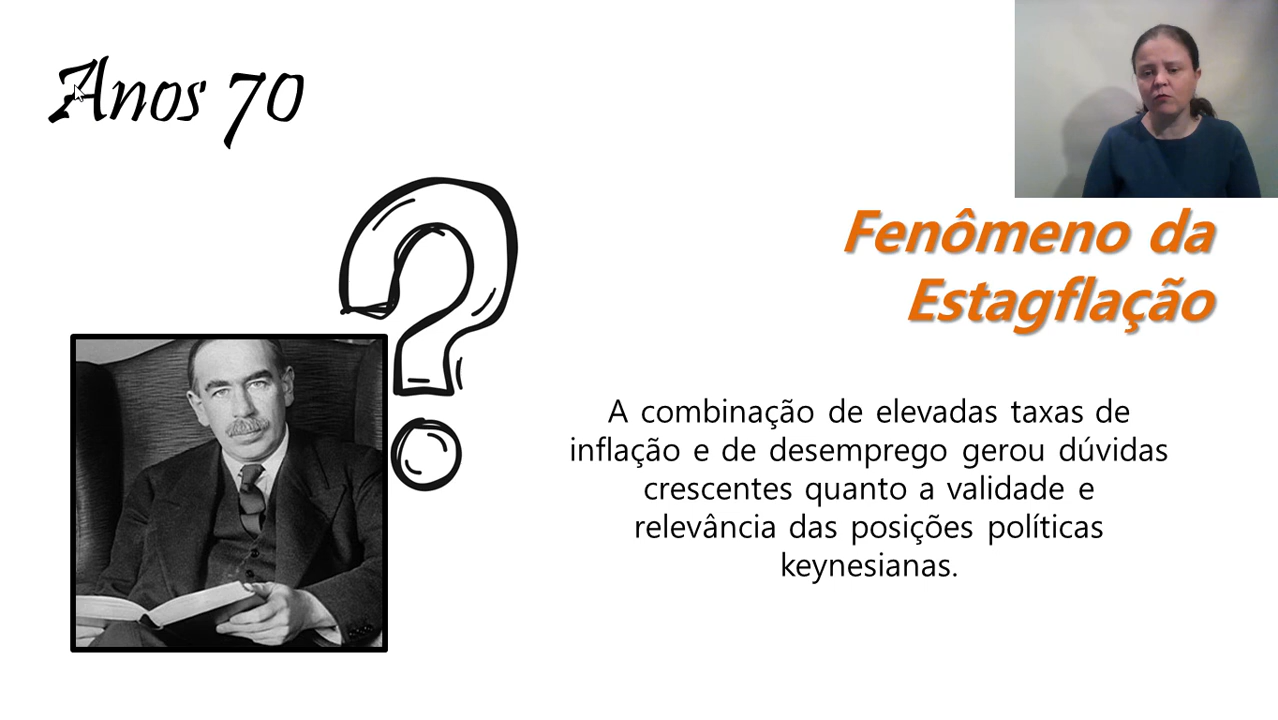 Anos 70
Fenômeno da
Estagflação
A combinação de elevadas taxas de
inflação e de desemprego gerou dúvidas
crescentes quanto a validade e
relevância das posições políticas
keynesianas.